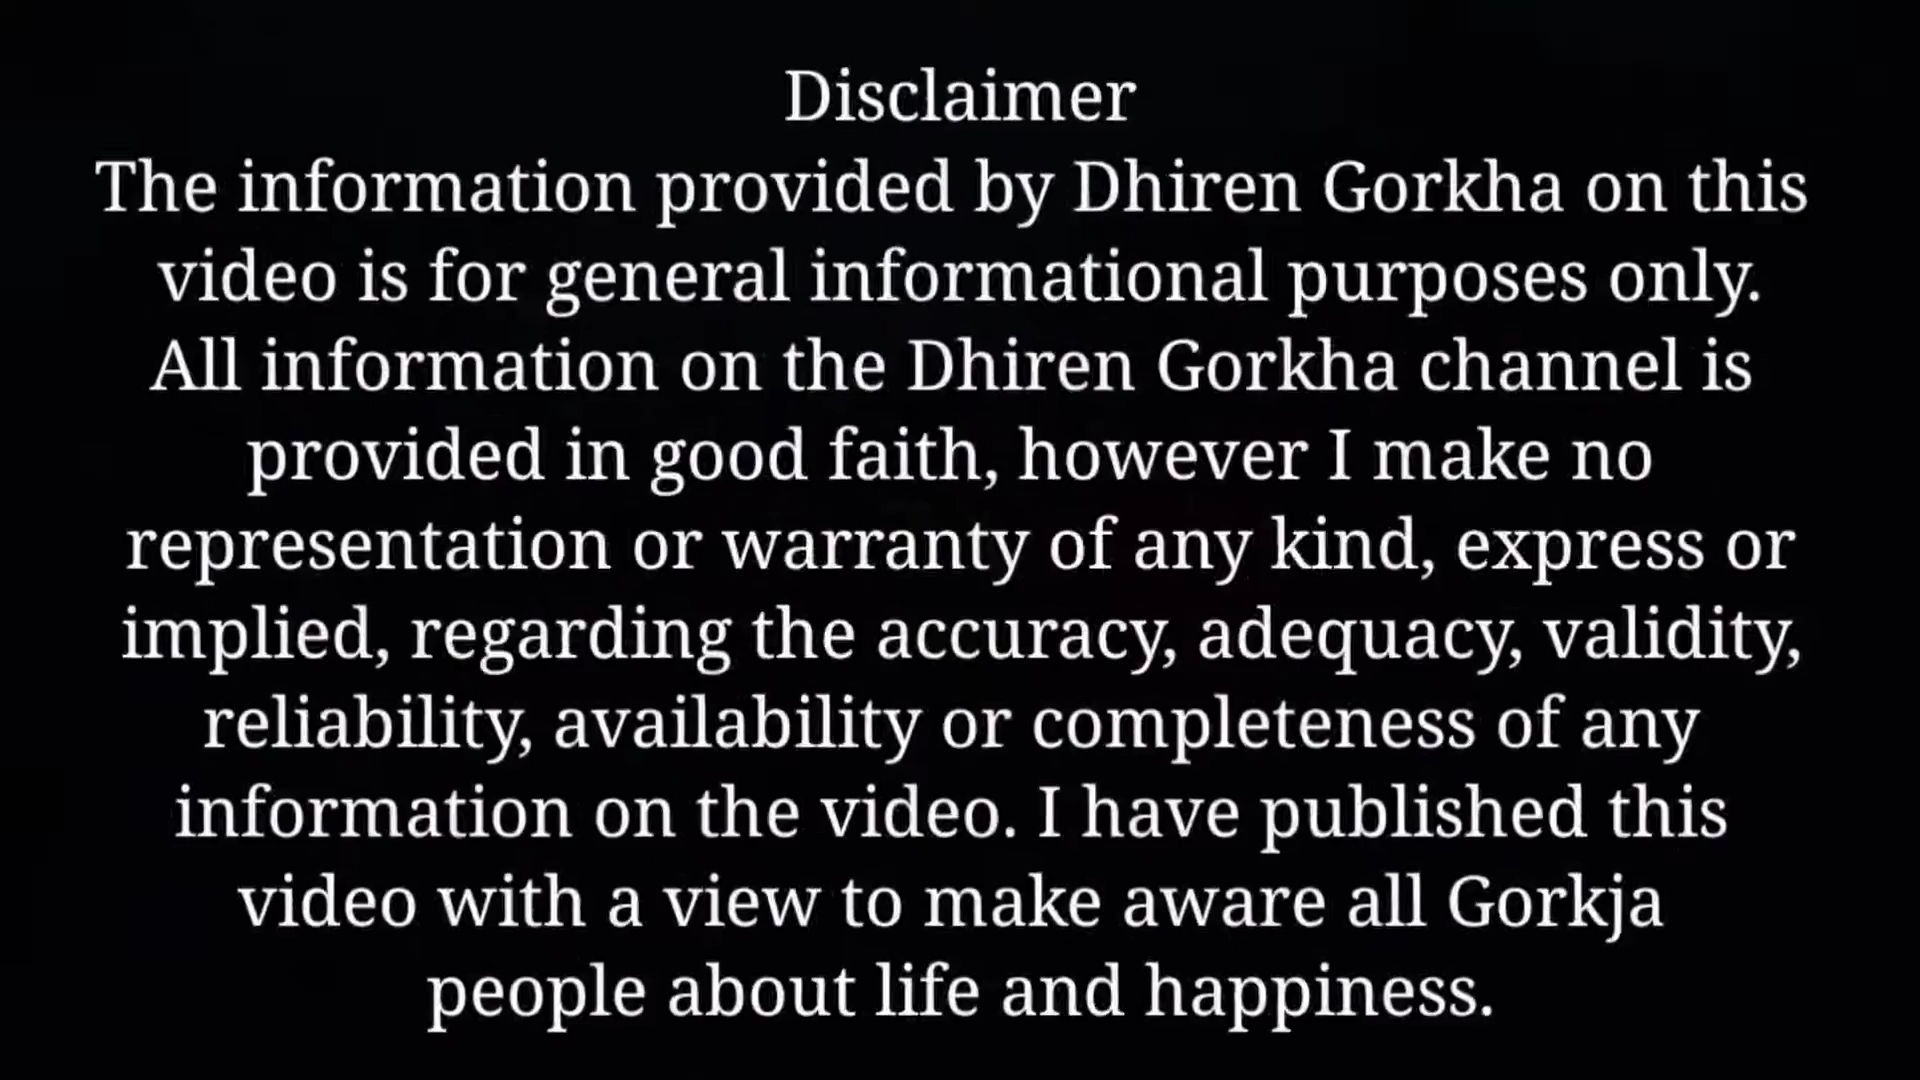 Disclaimer
The information provided by Dhiren Gorkha on this
video is for general informational purposes only.
All information on the Dhiren Gorkha channel is
provided in good faith, however I make no
representation or warranty of any kind, express or
implied, regarding the accuracy, adequacy, validity,
reliability, availability or completeness of any
information on the video. I have published this
video with a view to make aware all Gorkja
people about life and happiness.